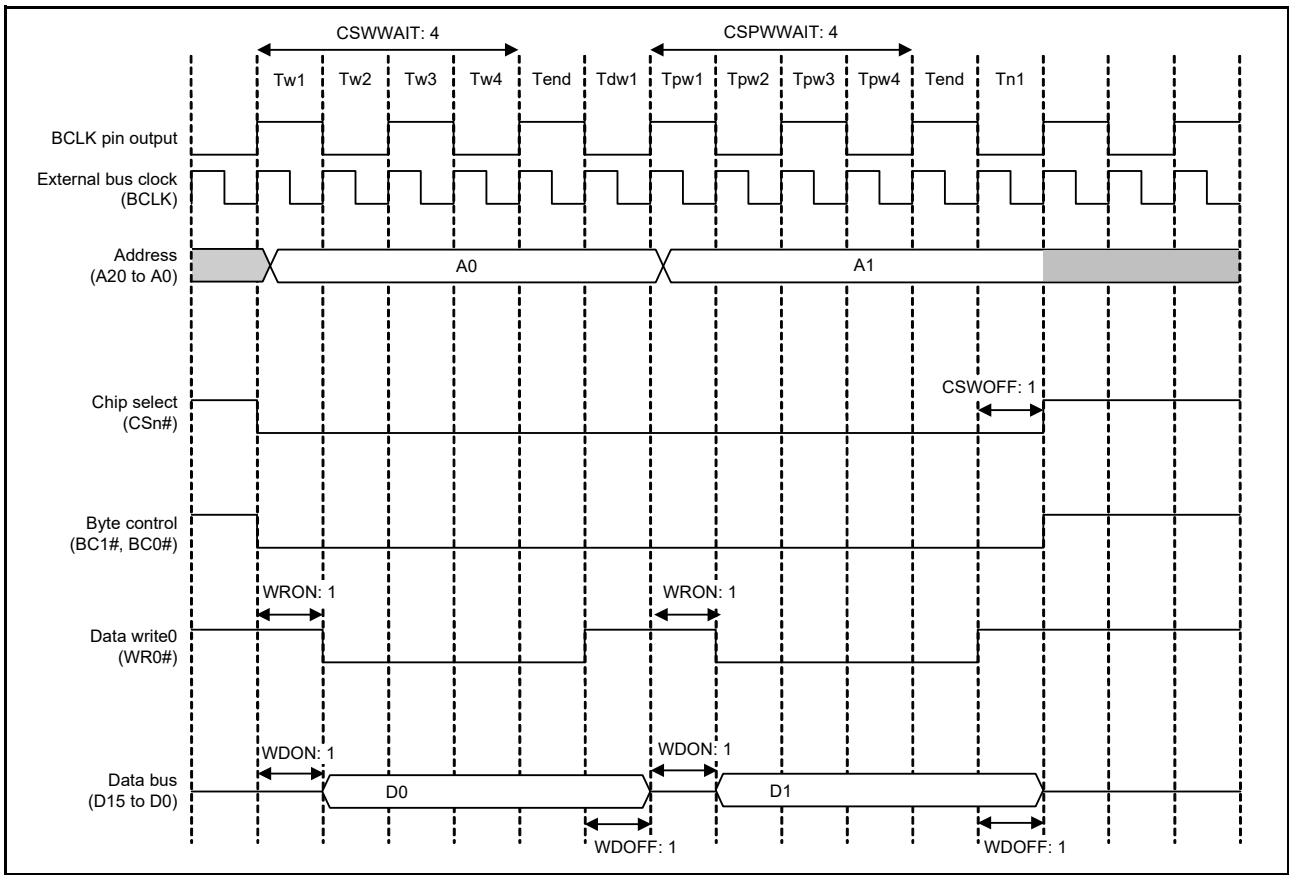 CSWWAIT: 4 CSPWWAIT: 4
Tw1 Tw2 Tw3 Tw4 Tend Tdw1 Tpw1 Tpw2 Tpw3 Tpw4 Tend Tn1
BCLK pin output
External bus clock
(BCLK)
Address
(A20 to A0)
A0 A1
CSWOFF: 1
Chip select
(CSn#)
Byte control
(BC1#, BC0#)
WRON: 1 WRON: 1
Data write0
(WR0#)
WDON: 1 WDON: 1
Data bus
(D15 to D0)
D0 D1
WDOFF: 1 WDOFF: 1